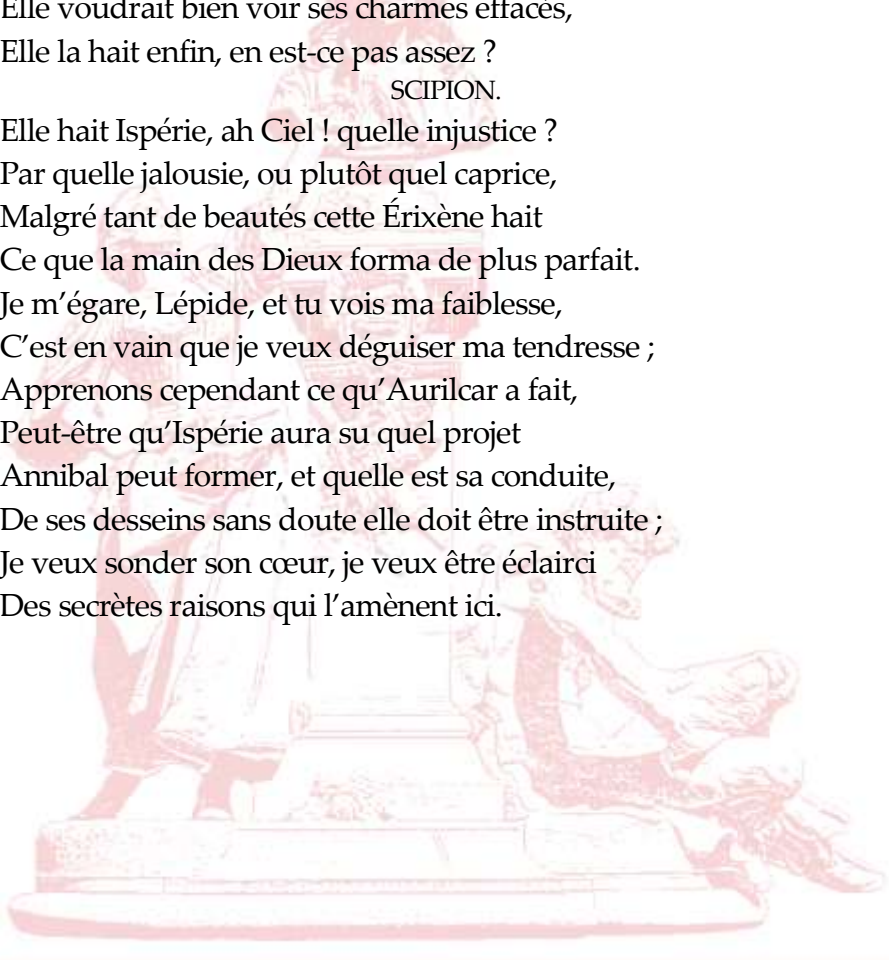 Elle voudrait bien voir ses charmes effacés,
Elle la hait enfin, en est-ce pas assez ?
SCIPION.
Elle hait Ispérie, ah Ciel ! quelle injustice ?
Par quelle jalousie, ou plutôt quel caprice,
Malgré tant de beautés cette Érixène hait
Ce que la main des Dieux forma de plus parfait.
Je m’égare, Lépide, et tu vois ma faiblesse,
C’est en vain que je veux déguiser ma tendresse ;
Apprenons cependant ce qu’Aurilcar a fait,
Peut-être qu’Ispérie aura su quel projet
Annibal peut former, et quelle est sa conduite,
De ses desseins sans doute elle doit être instruite ;
Je veux sonder son cœur, je veux être éclairci
Des secrètes raisons qui l’amènent ici.